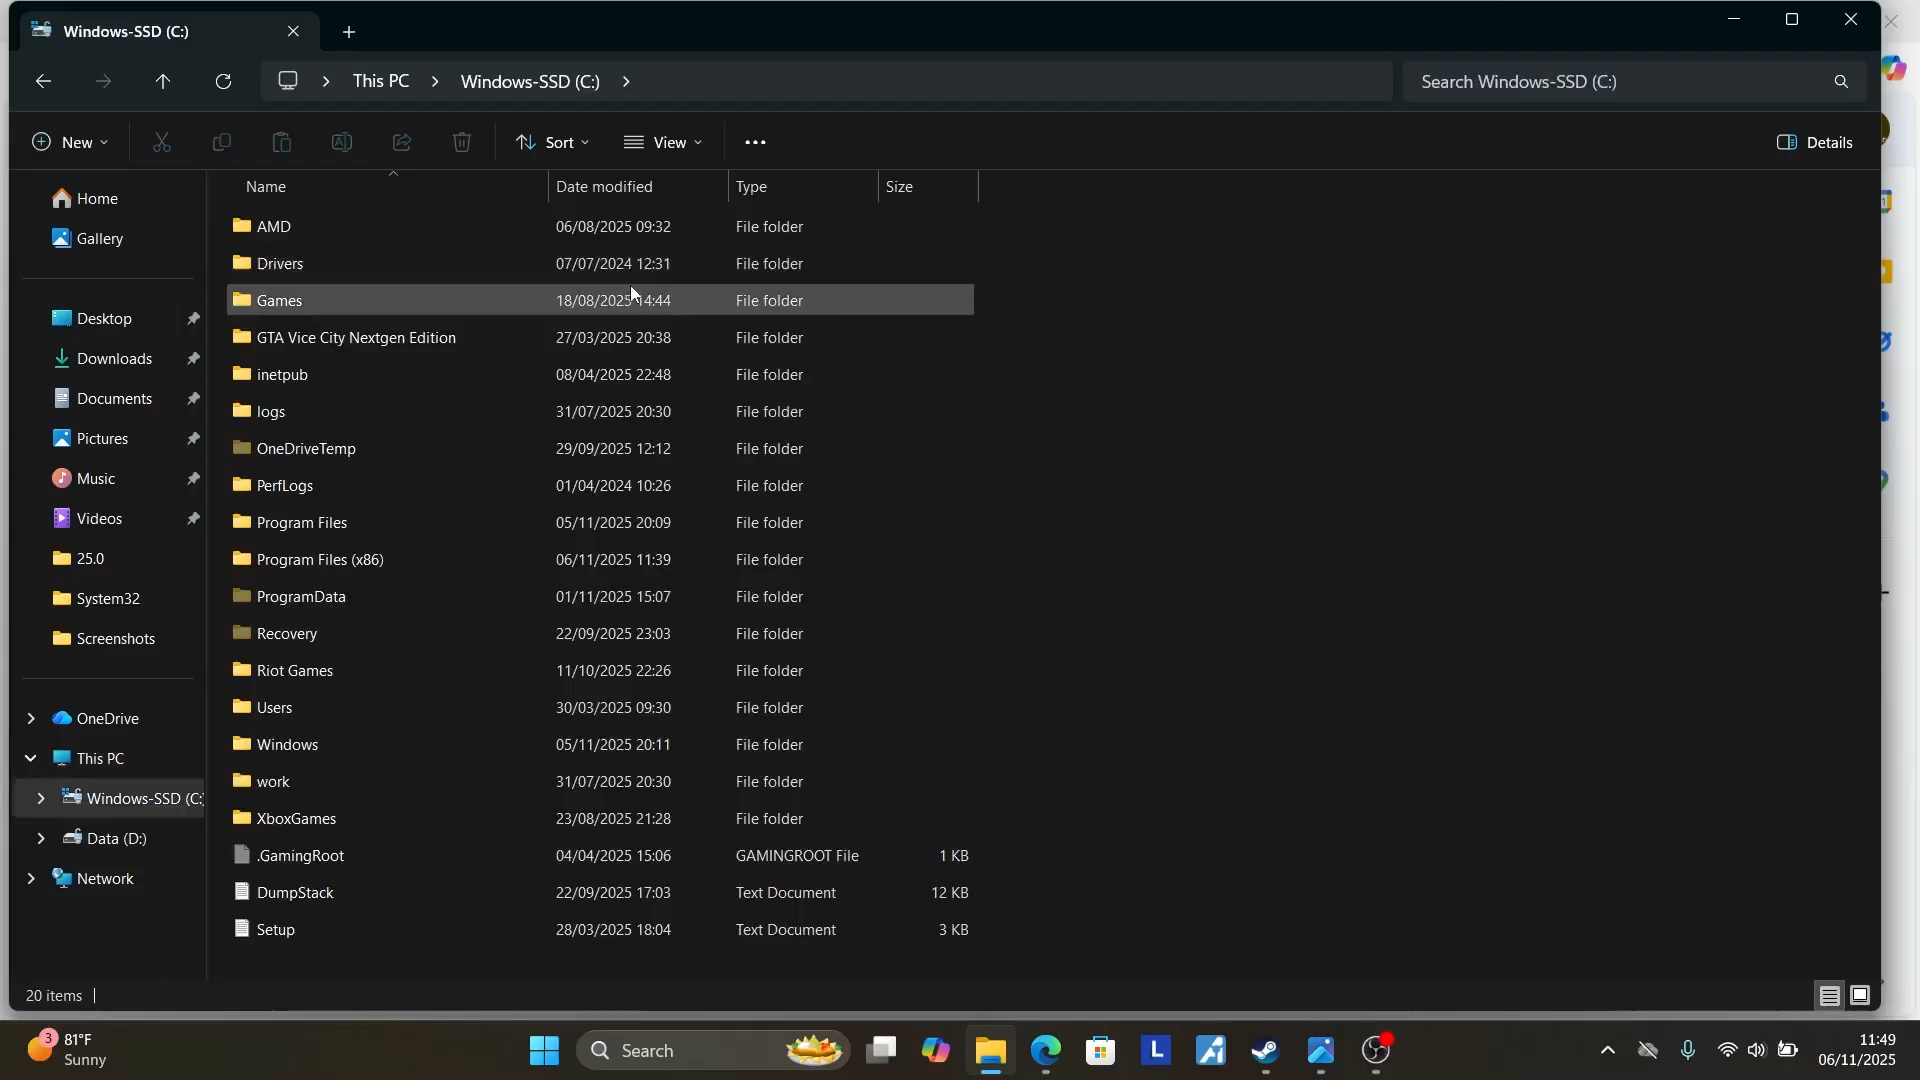 Windows-SSD (C:)
This PC
Windows-SSD (C:)
Search Windows-SSD (C:)
New
Sort
View
Details
Name
Date modified
Type
Size
Home
Gallery
Desktop
Downloads
Documents
Pictures
Music
Videos
25.0
System32
Screenshots
OneDrive
This PC
Windows-SSD (C:
Data (D:)
Network
AMD 06/08/2025 09:32 File folder
Drivers 07/07/2024 12:31 File folder
Games 18/08/2025 14:44 File folder
GTA Vice City Nextgen Edition 27/03/2025 20:38 File folder
inetpub 08/04/2025 22:48 File folder
logs 31/07/2025 20:30 File folder
OneDriveTemp 29/09/2025 12:12 File folder
PerfLogs 01/04/2024 10:26 File folder
Program Files 05/11/2025 20:09 File folder
Program Files (x86) 06/11/2025 11:39 File folder
ProgramData 01/11/2025 15:07 File folder
Recovery 22/09/2025 23:03 File folder
Riot Games 11/10/2025 22:26 File folder
Users 30/03/2025 09:30 File folder
Windows 05/11/2025 20:11 File folder
work 31/07/2025 20:30 File folder
XboxGames 23/08/2025 21:28 File folder
.GamingRoot 04/04/2025 15:06 GAMINGROOT File 1 KB
DumpStack 22/09/2025 17:03 Text Document 12 KB
Setup 28/03/2025 18:04 Text Document 3 KB
20 items
3
81°F
Sunny
Search
L
11:49
06/11/2025